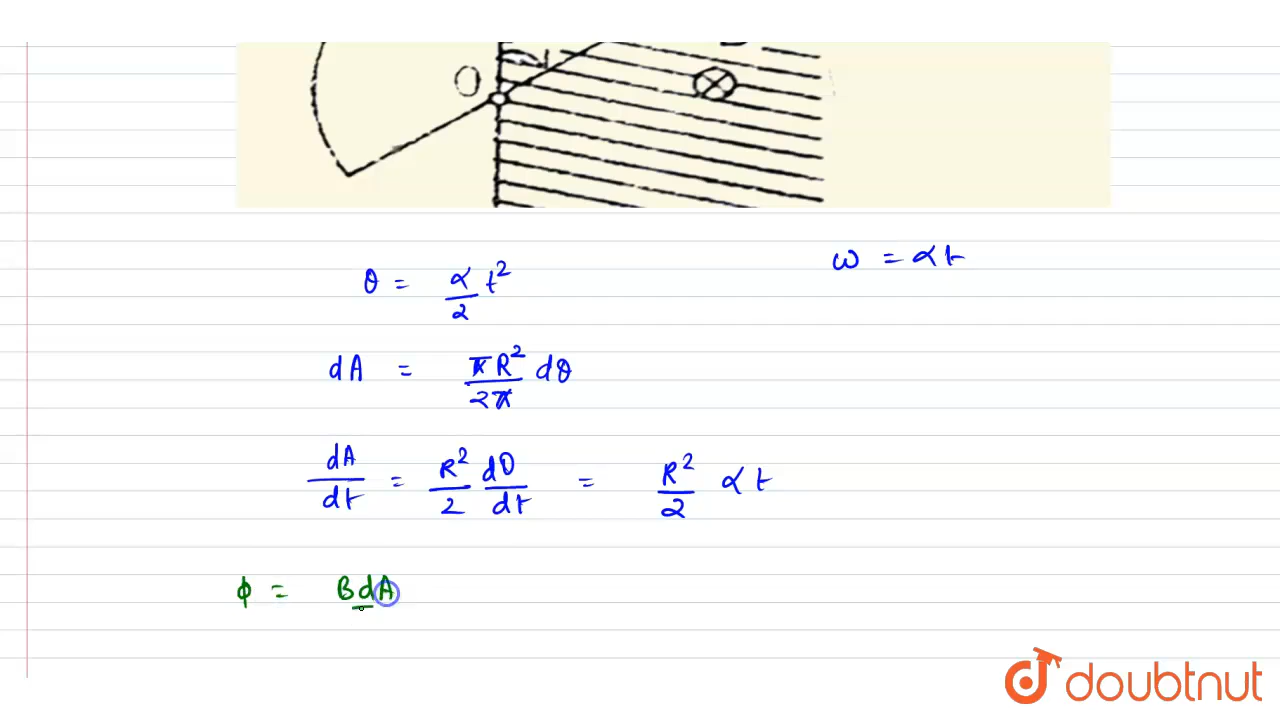 O
θ = α/2 t²
ω = αt
dA = πR²/2π dθ
dA/dt = R²/2 dθ/dt = R²/2 αt
φ = BdA
doubtnut